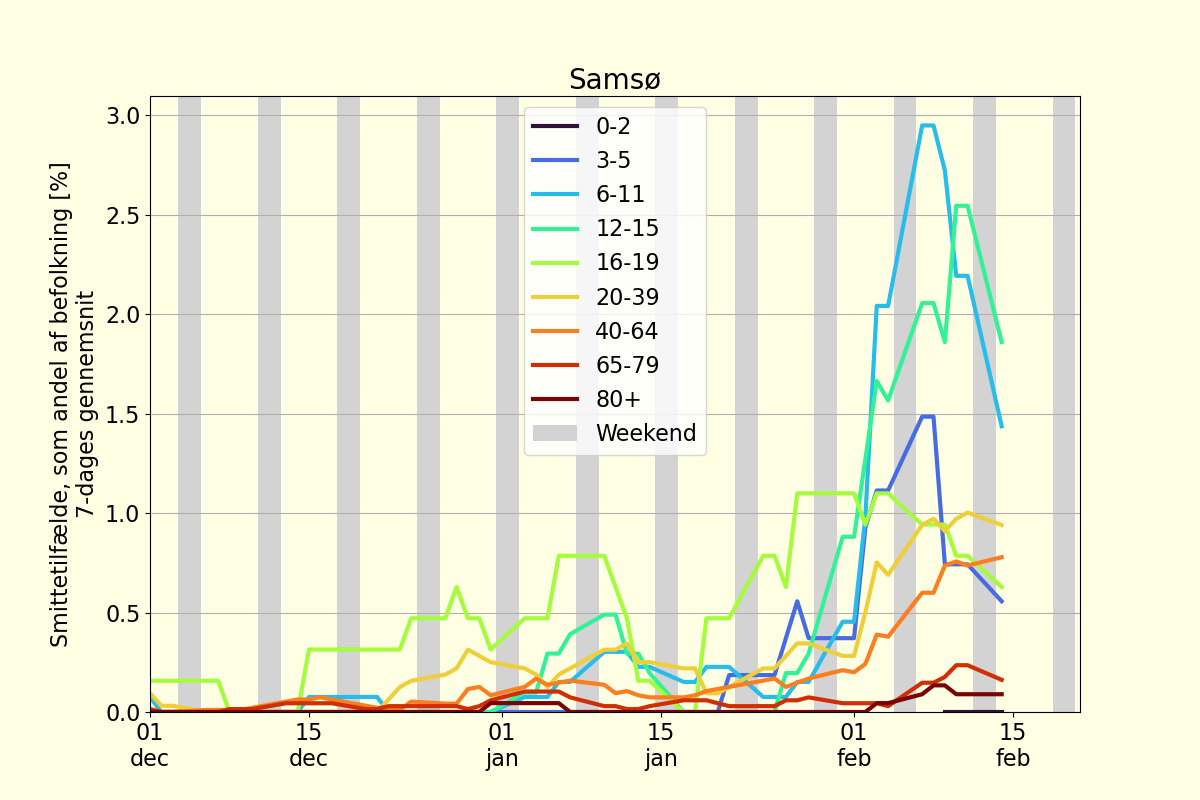 Samsø
Smittetilfælde, som andel af befolkning [%]
7-dages gennemsnit
3.0
2.5
2.0
1.5
1.0
0.5
0.0
0-2
3-5
6-11
12-15
16-19
20-39
40-64
65-79
80+
Weekend
01 15 01 15 01 15
dec dec jan jan feb feb